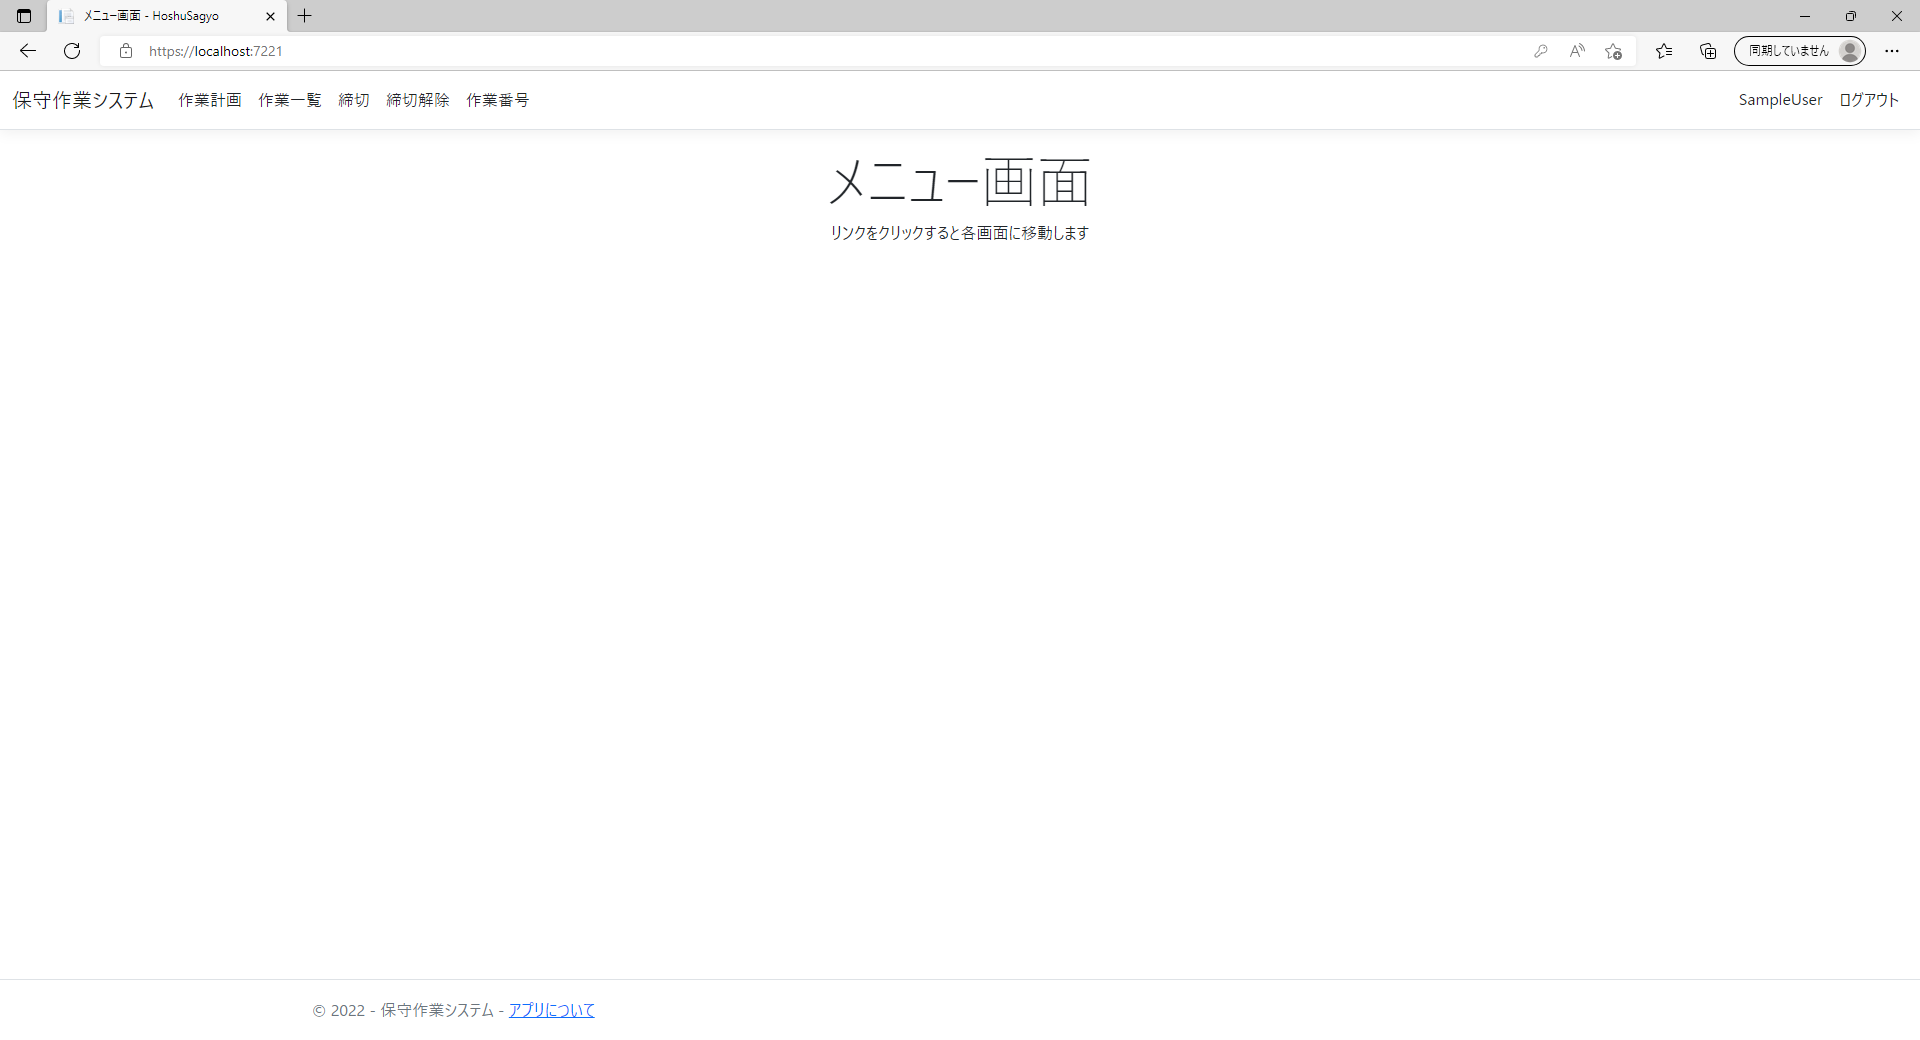 メニュー画面 - HoshuSagyo
https://localhost:7221
同期していません
保守作業システム 作業計画 作業一覧 締切 締切解除 作業番号 SampleUser ログアウト
メニュー画面
リンクをクリックすると各画面に移動します
© 2022 - 保守作業システム - アプリについて